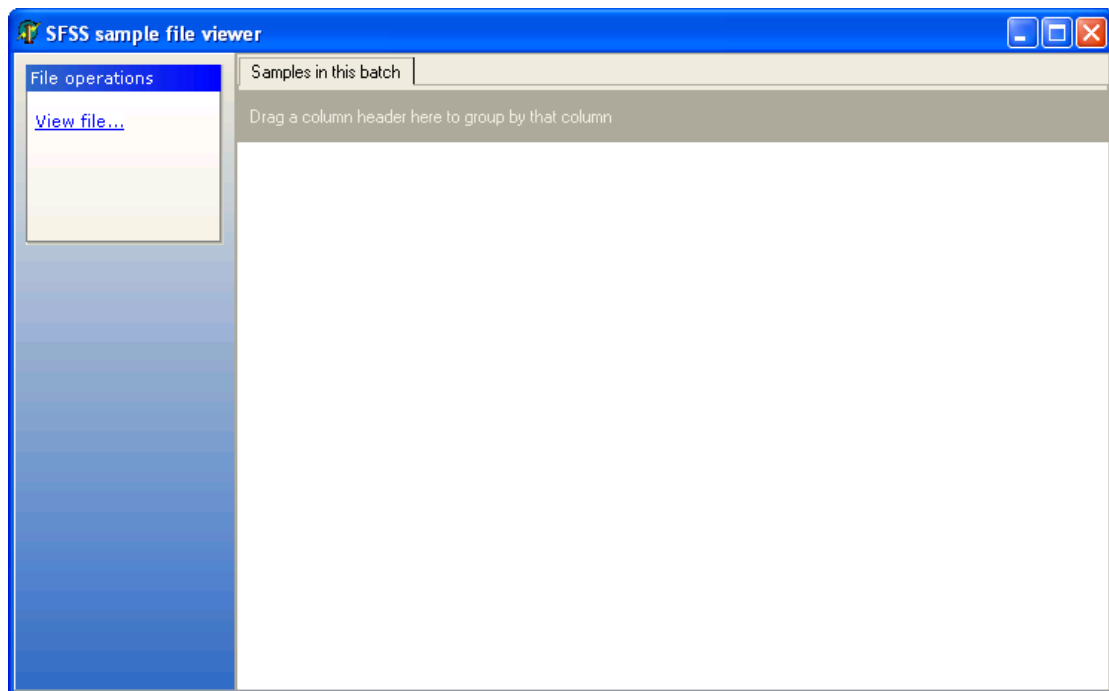 SFSS sample file viewer
File operations
View file...
Samples in this batch
Drag a column header here to group by that column